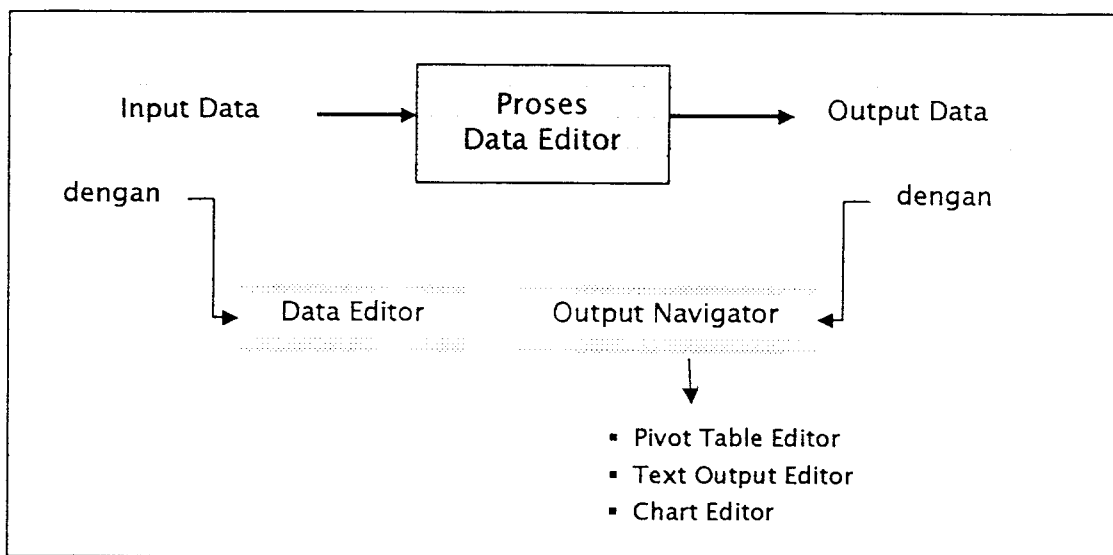 Input Data
Proses
Data Editor
Output Data
dengan
dengan
Data Editor
Output Navigator
▪ Pivot Table Editor
▪ Text Output Editor
▪ Chart Editor